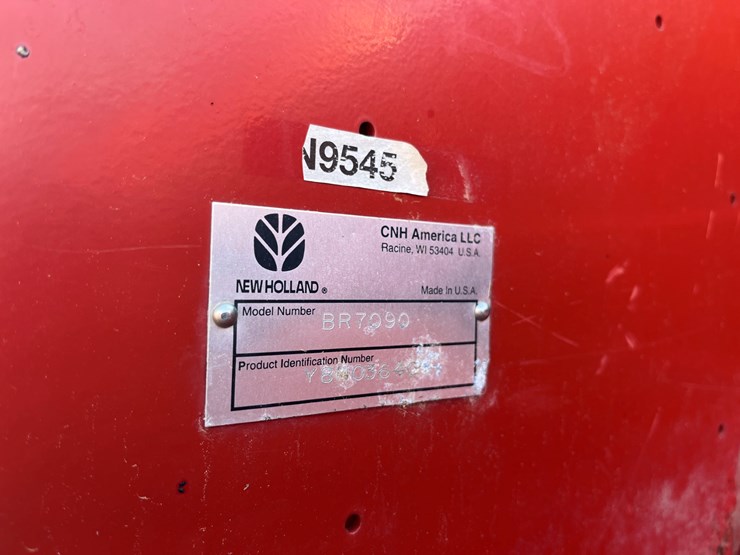 N9545
CNH America LLC
Racine, WI 53404 U.S.A.
NEW HOLLAND ®
Made In U.S.A.
Model Number BR7090
Product Identification Number